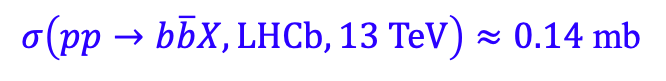 σ(pp → bb̄X, LHCb, 13 TeV) ≈ 0.14 mb